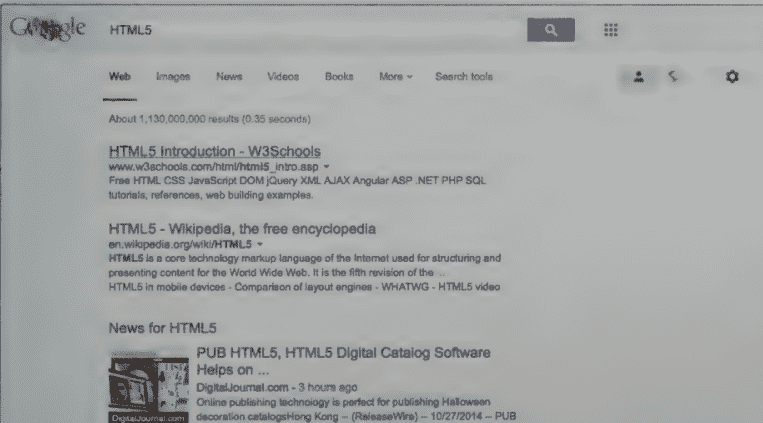 Google
HTML5
Web Images News Videos Books More Search tools
About 1,130,000,000 results (0.35 seconds)
HTML5 Introduction - W3Schools
www.w3schools.com/html/html5_intro.asp
Free HTML CSS JavaScript DOM jQuery XML AJAX Angular ASP .NET PHP SQL
tutorials, references, web building examples.
HTML5 - Wikipedia, the free encyclopedia
en.wikipedia.org/wiki/HTML5
HTML5 is a core technology markup language of the Internet used for structuring and
presenting content for the World Wide Web. It is the fifth revision of the ...
HTML5 in mobile devices - Comparison of layout engines - WHATWG - HTML5 video
News for HTML5
PUB HTML5, HTML5 Digital Catalog Software
Helps on ...
DigitalJournal.com - 3 hours ago
Online publishing technology is perfect for publishing Halloween
decoration catalogsHong Kong -- (ReleaseWire) -- 10/27/2014 -- PUB
DigitalJournal.com